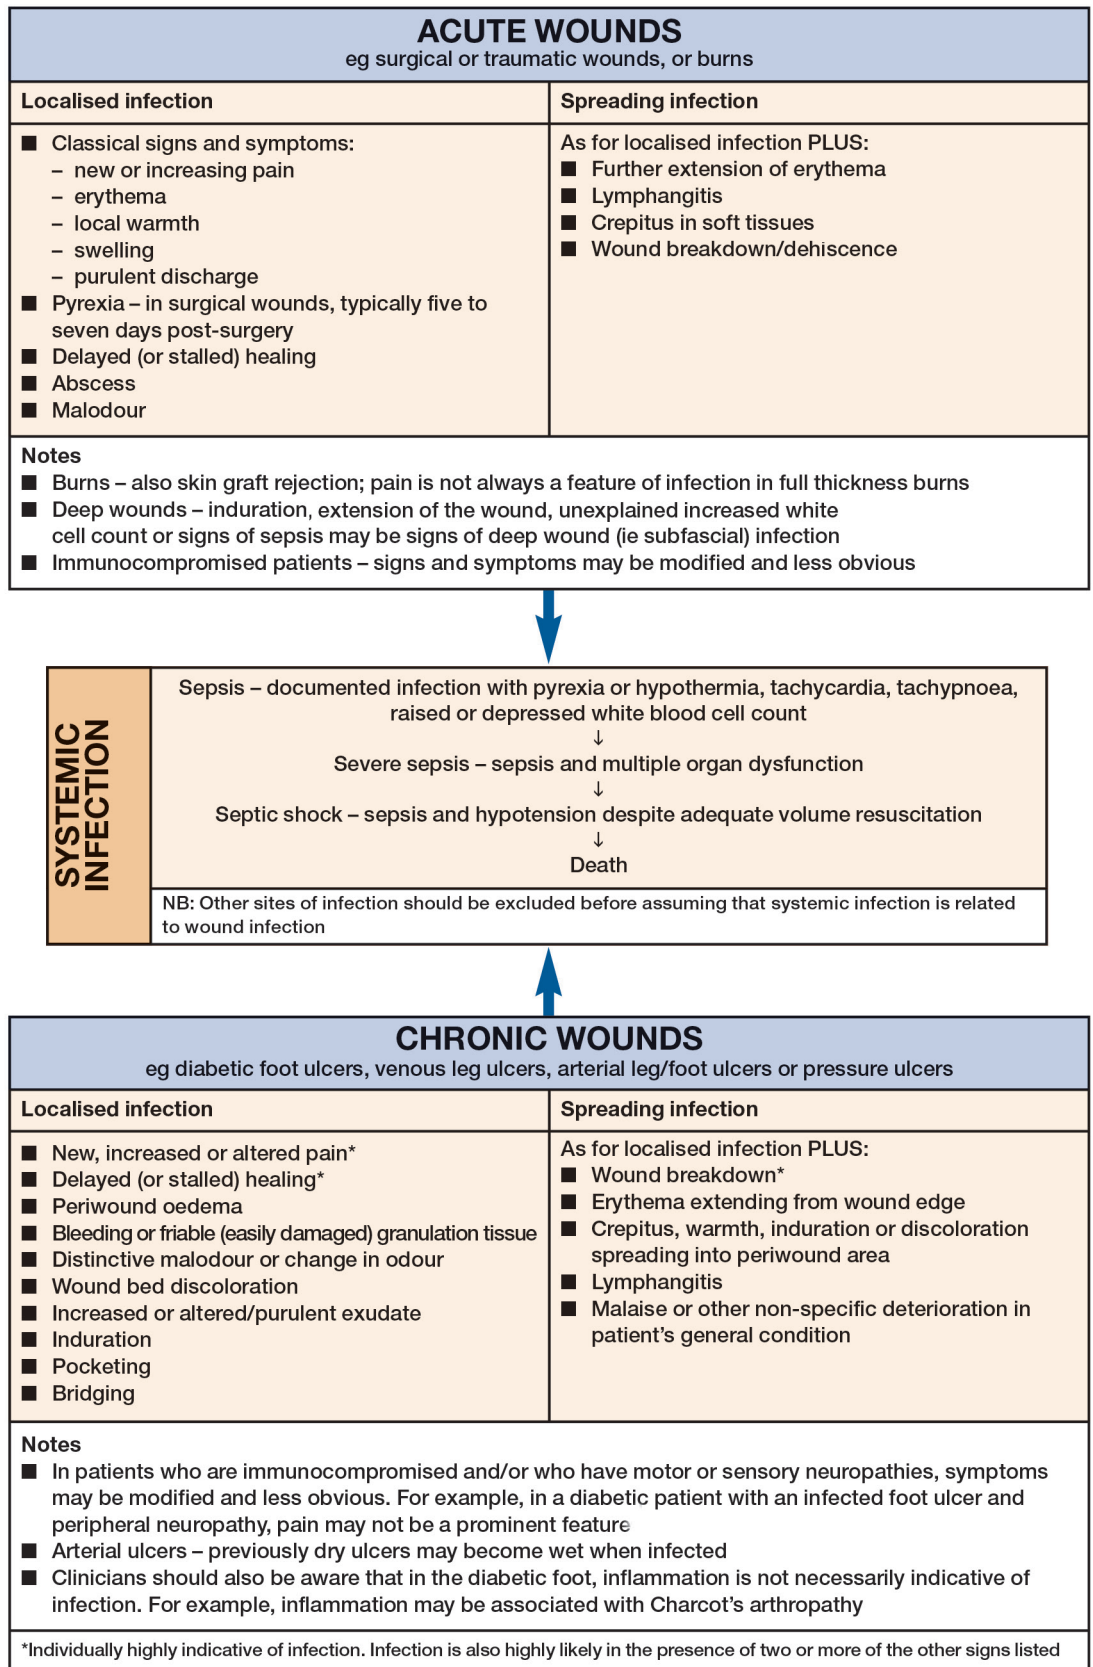 ACUTE WOUNDS
eg surgical or traumatic wounds, or burns
Localised infection
■ Classical signs and symptoms:
– new or increasing pain
– erythema
– local warmth
– swelling
– purulent discharge
■ Pyrexia – in surgical wounds, typically five to
seven days post-surgery
■ Delayed (or stalled) healing
■ Abscess
■ Malodour
Spreading infection
As for localised infection PLUS:
■ Further extension of erythema
■ Lymphangitis
■ Crepitus in soft tissues
■ Wound breakdown/dehiscence
Notes
■ Burns – also skin graft rejection; pain is not always a feature of infection in full thickness burns
■ Deep wounds – induration, extension of the wound, unexplained increased white
cell count or signs of sepsis may be signs of deep wound (ie subfascial) infection
■ Immunocompromised patients – signs and symptoms may be modified and less obvious
SYSTEMIC
INFECTION
Sepsis – documented infection with pyrexia or hypothermia, tachycardia, tachypnoea,
raised or depressed white blood cell count
↓
Severe sepsis – sepsis and multiple organ dysfunction
↓
Septic shock – sepsis and hypotension despite adequate volume resuscitation
↓
Death
NB: Other sites of infection should be excluded before assuming that systemic infection is related
to wound infection
CHRONIC WOUNDS
eg diabetic foot ulcers, venous leg ulcers, arterial leg/foot ulcers or pressure ulcers
Localised infection
■ New, increased or altered pain*
■ Delayed (or stalled) healing*
■ Periwound oedema
■ Bleeding or friable (easily damaged) granulation tissue
■ Distinctive malodour or change in odour
■ Wound bed discoloration
■ Increased or altered/purulent exudate
■ Induration
■ Pocketing
■ Bridging
Spreading infection
As for localised infection PLUS:
■ Wound breakdown*
■ Erythema extending from wound edge
■ Crepitus, warmth, induration or discoloration
spreading into periwound area
■ Lymphangitis
■ Malaise or other non-specific deterioration in
patient’s general condition
Notes
■ In patients who are immunocompromised and/or who have motor or sensory neuropathies, symptoms
may be modified and less obvious. For example, in a diabetic patient with an infected foot ulcer and
peripheral neuropathy, pain may not be a prominent feature
■ Arterial ulcers – previously dry ulcers may become wet when infected
■ Clinicians should also be aware that in the diabetic foot, inflammation is not necessarily indicative of
infection. For example, inflammation may be associated with Charcot’s arthropathy
*Individually highly indicative of infection. Infection is also highly likely in the presence of two or more of the other signs listed